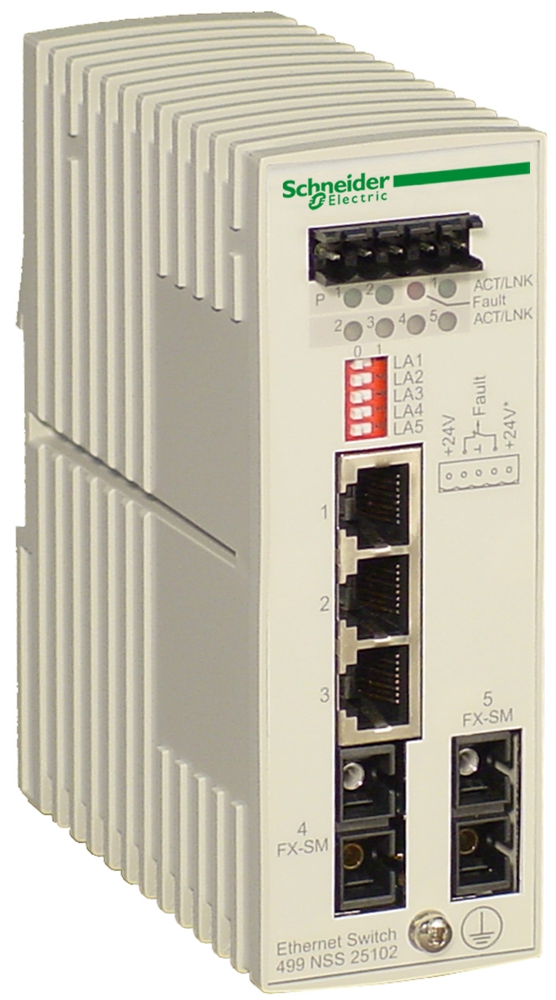 Schneider
Electric
P 1 2 1 ACT/LNK
Fault
2 3 4 5 ACT/LNK
0 1
LA1
LA2
LA3
LA4
LA5
+24V Fault +24V*
1
2
3
5
FX-SM
4
FX-SM
Ethernet Switch
499 NSS 25102